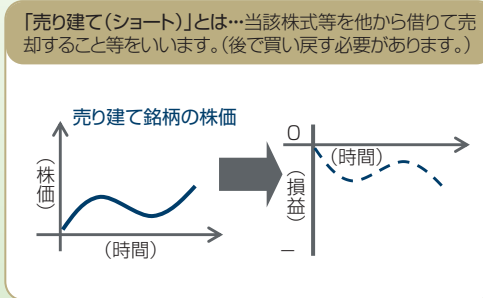 「売り建て（ショート）」とは…当該株式等を他から借りて売
却すること等をいいます。（後で買い戻す必要があります。）
売り建て銘柄の株価
（株価）
（時間）
0
（時間）
（損益）
−